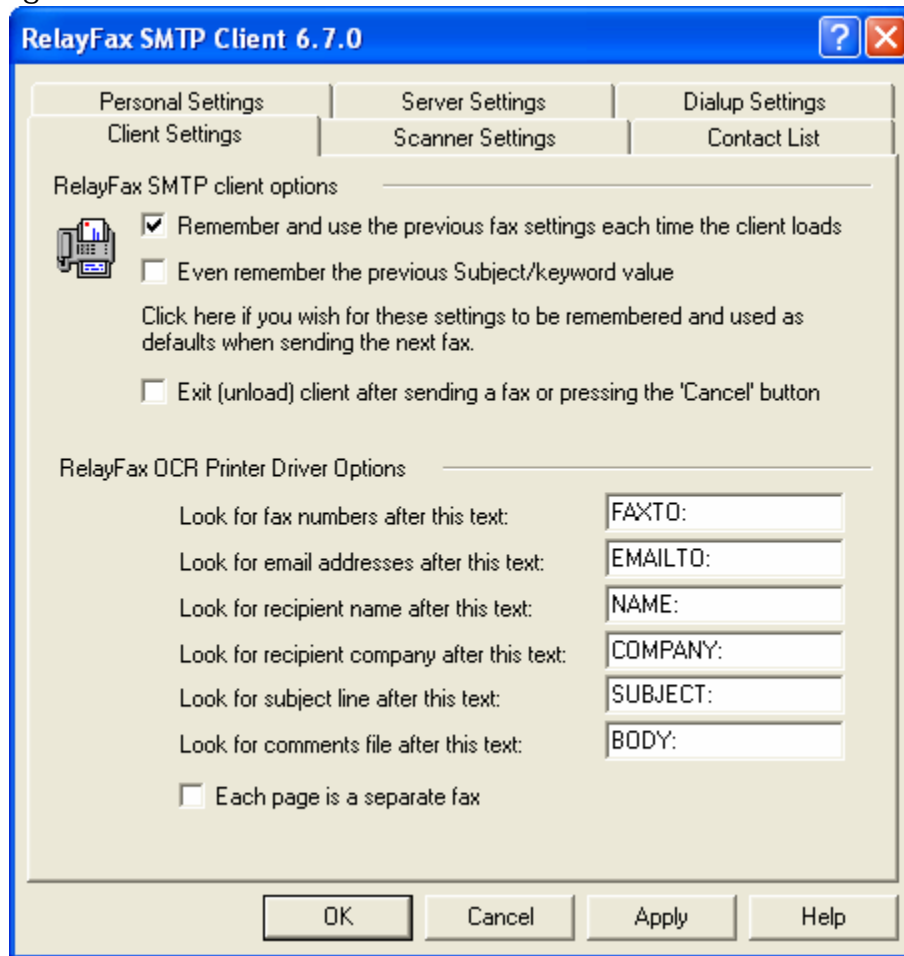 RelayFax SMTP Client 6.7.0
Personal Settings
Server Settings
Dialup Settings
Client Settings
Scanner Settings
Contact List
RelayFax SMTP client options
Remember and use the previous fax settings each time the client loads
Even remember the previous Subject/keyword value
Click here if you wish for these settings to be remembered and used as
defaults when sending the next fax.
Exit (unload) client after sending a fax or pressing the 'Cancel' button
RelayFax OCR Printer Driver Options
Look for fax numbers after this text: FAXTO:
Look for email addresses after this text: EMAILTO:
Look for recipient name after this text: NAME:
Look for recipient company after this text: COMPANY:
Look for subject line after this text: SUBJECT:
Look for comments file after this text: BODY:
Each page is a separate fax
OK
Cancel
Apply
Help